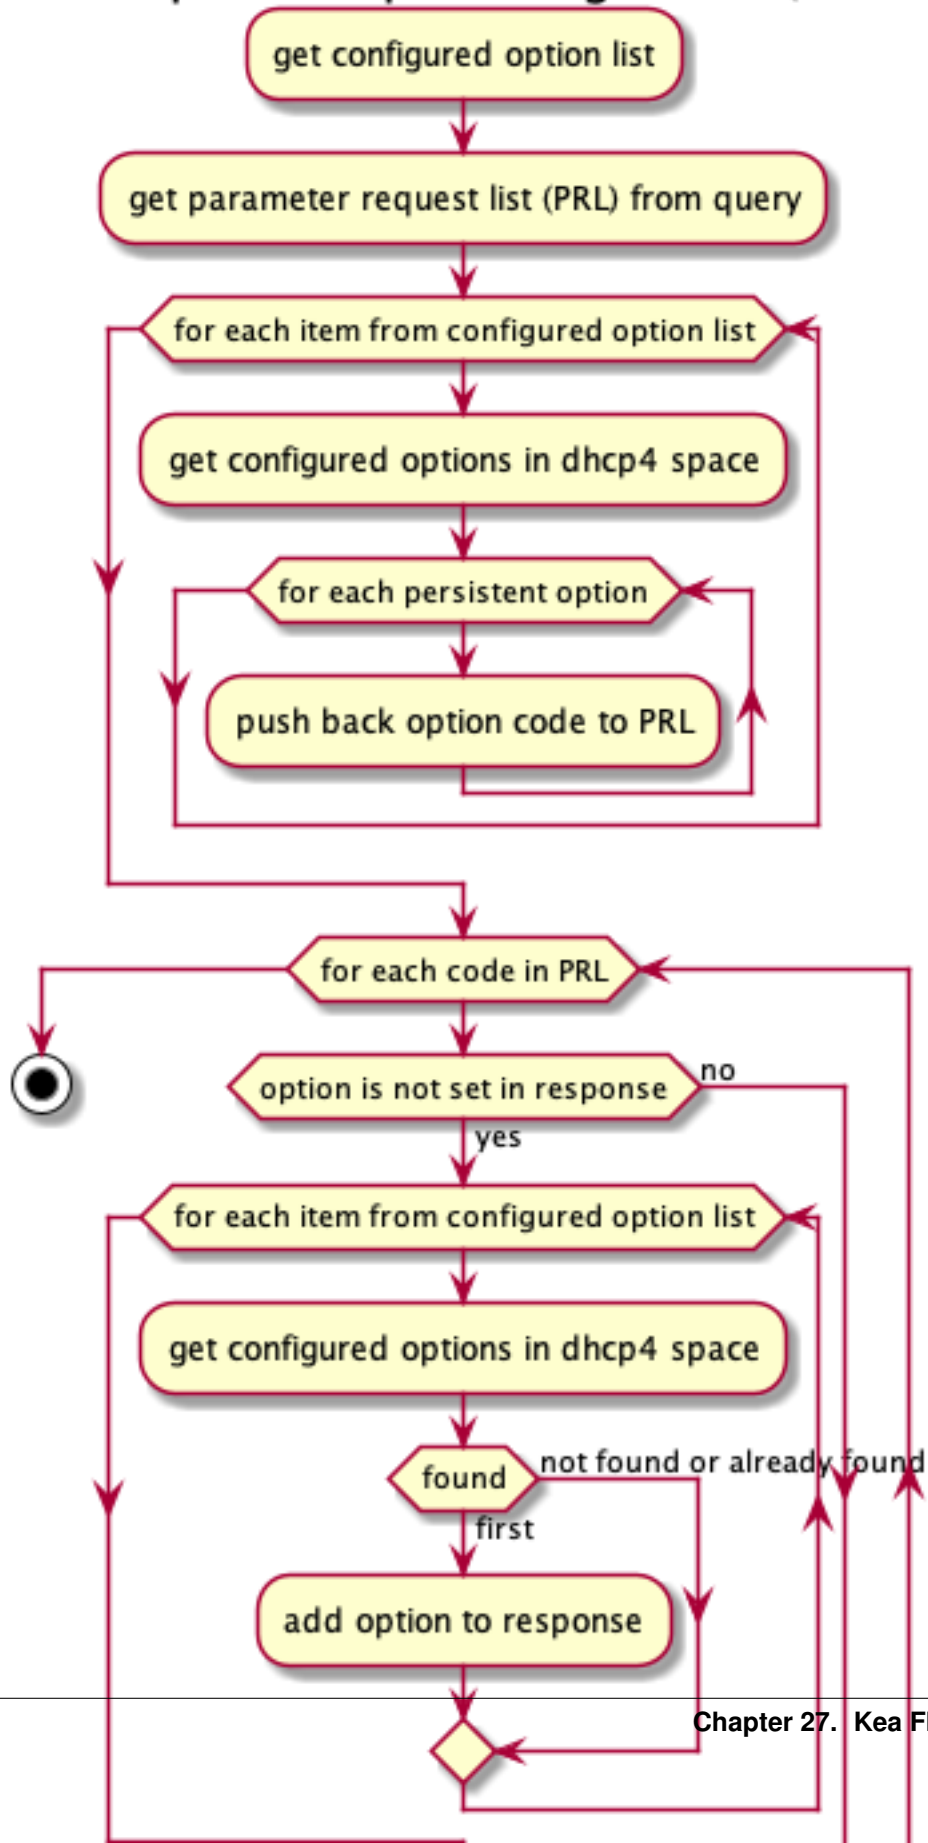 get configured option list
get parameter request list (PRL) from query
for each item from configured option list
get configured options in dhcp4 space
for each persistent option
push back option code to PRL
for each code in PRL
option is not set in response
no
yes
for each item from configured option list
get configured options in dhcp4 space
found
not found or already found
first
add option to response
Chapter 27. Kea